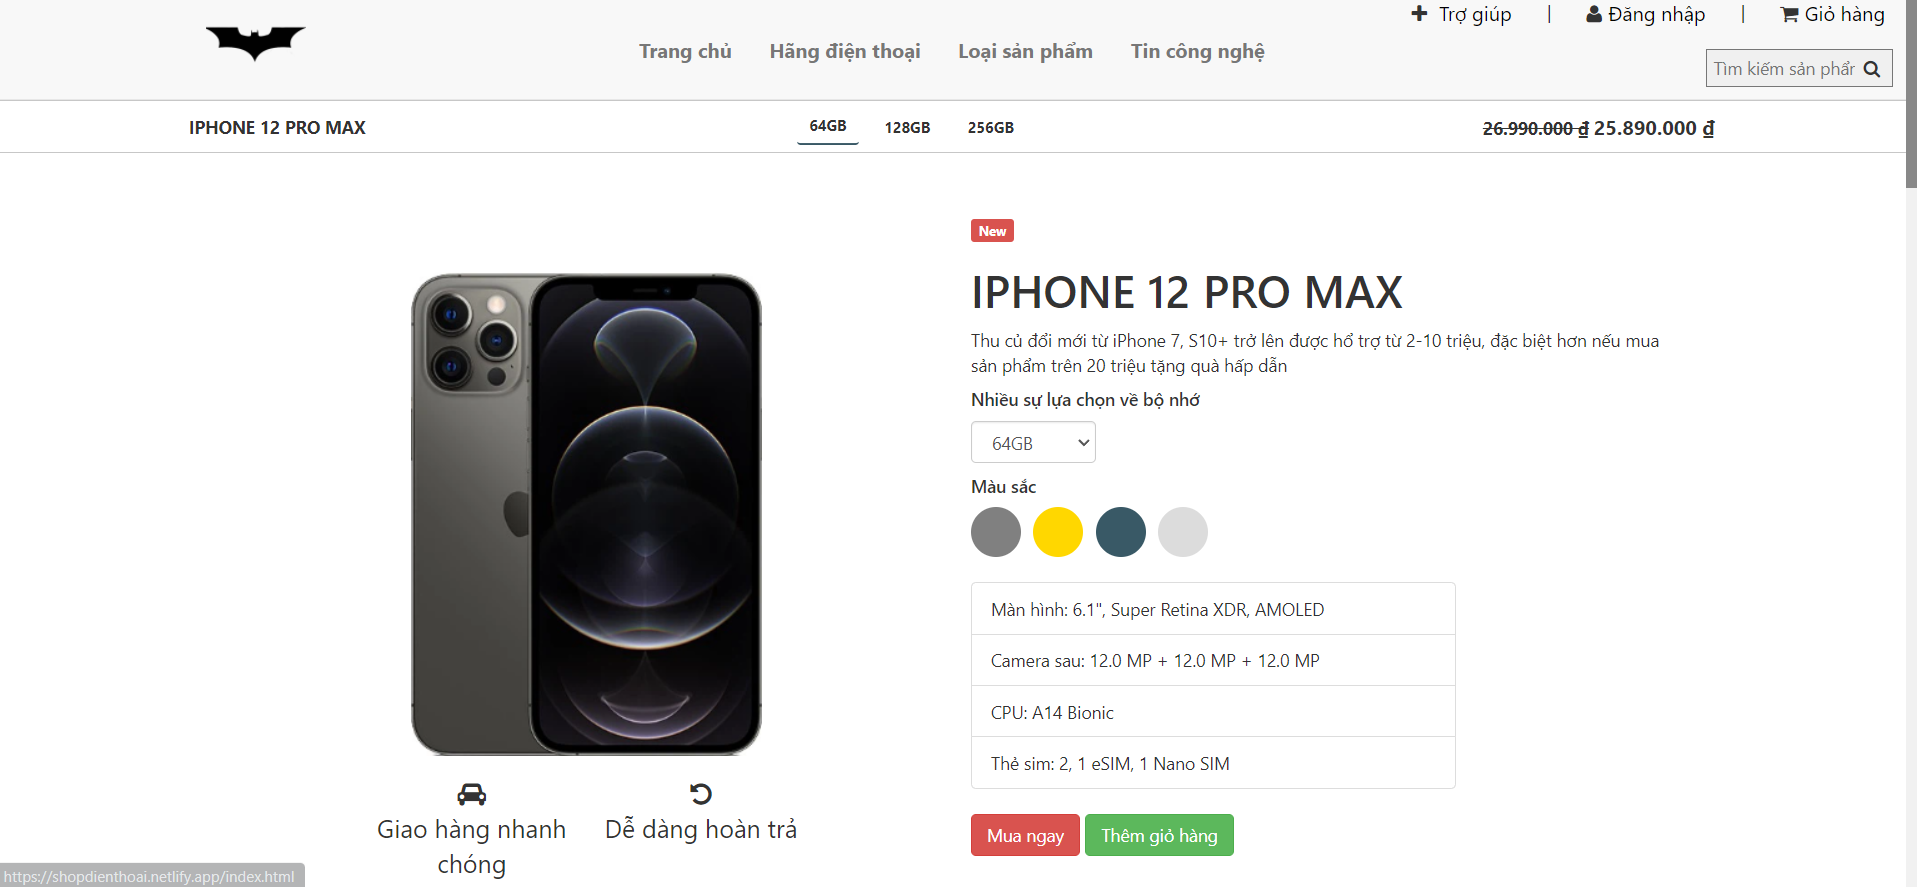 Trợ giúp | Đăng nhập | Giỏ hàng
Trang chủ Hãng điện thoại Loại sản phẩm Tin công nghệ
Tìm kiếm sản phẩr
IPHONE 12 PRO MAX 64GB 128GB 256GB 26.990.000 ₫ 25.890.000 ₫
New
IPHONE 12 PRO MAX
Thu củ đổi mới từ iPhone 7, S10+ trở lên được hổ trợ từ 2-10 triệu, đặc biệt hơn nếu mua
sản phẩm trên 20 triệu tặng quà hấp dẫn
Nhiều sự lựa chọn về bộ nhớ
64GB
Màu sắc
Màn hình: 6.1", Super Retina XDR, AMOLED
Camera sau: 12.0 MP + 12.0 MP + 12.0 MP
CPU: A14 Bionic
Thẻ sim: 2, 1 eSIM, 1 Nano SIM
Mua ngay Thêm giỏ hàng
Giao hàng nhanh
chóng
Dễ dàng hoàn trả
https://shopdienthoai.netlify.app/index.html